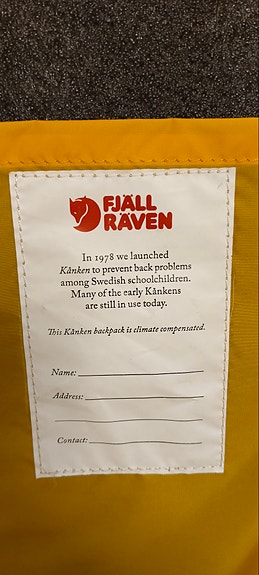 FJÄLL
RÄVEN
In 1978 we launched
Kånken to prevent back problems
among Swedish schoolchildren.
Many of the early Kånkens
are still in use today.
This Kånken backpack is climate compensated.
Name:
Address:
Contact: